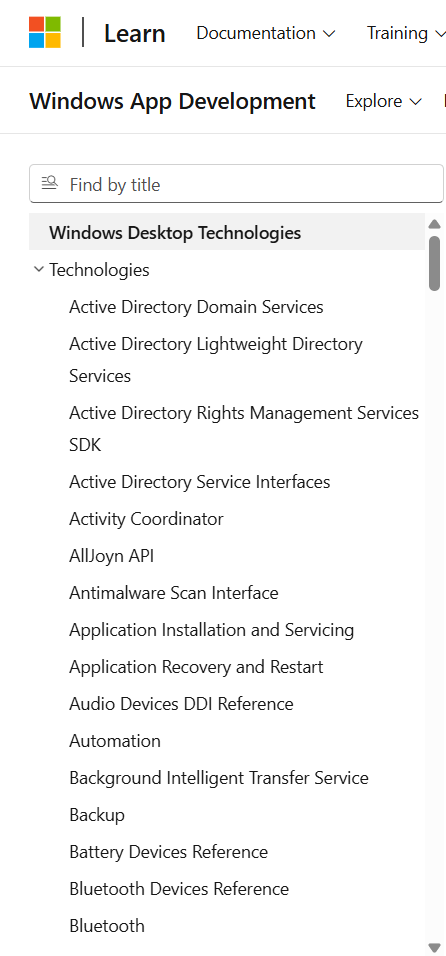 Learn Documentation Training
Windows App Development Explore
Find by title
Windows Desktop Technologies
Technologies
Active Directory Domain Services
Active Directory Lightweight Directory
Services
Active Directory Rights Management Services
SDK
Active Directory Service Interfaces
Activity Coordinator
AllJoyn API
Antimalware Scan Interface
Application Installation and Servicing
Application Recovery and Restart
Audio Devices DDI Reference
Automation
Background Intelligent Transfer Service
Backup
Battery Devices Reference
Bluetooth Devices Reference
Bluetooth